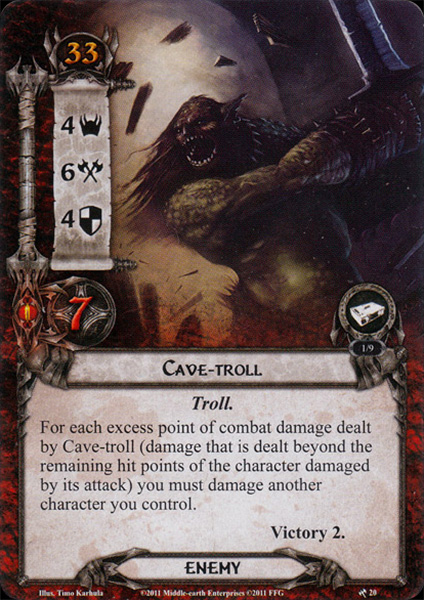 33
4
6
4
7
1/9
CAVE-TROLL
Troll.
For each excess point of combat damage dealt
by Cave-troll (damage that is dealt beyond the
remaining hit points of the character damaged
by its attack) you must damage another
character you control.
Victory 2.
ENEMY
Illus. Timo Karhula ©2011 Middle-earth Enterprises ©2011 FFG 20